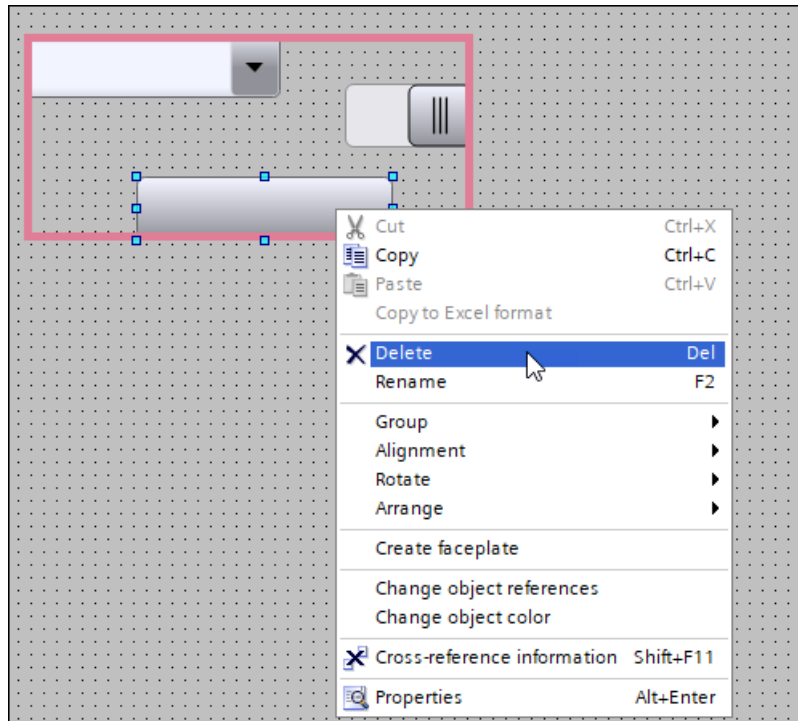 Cut Ctrl+X
Copy Ctrl+C
Paste Ctrl+V
Copy to Excel format
Delete Del
Rename F2
Group
Alignment
Rotate
Arrange
Create faceplate
Change object references
Change object color
Cross-reference information Shift+F11
Properties Alt+Enter